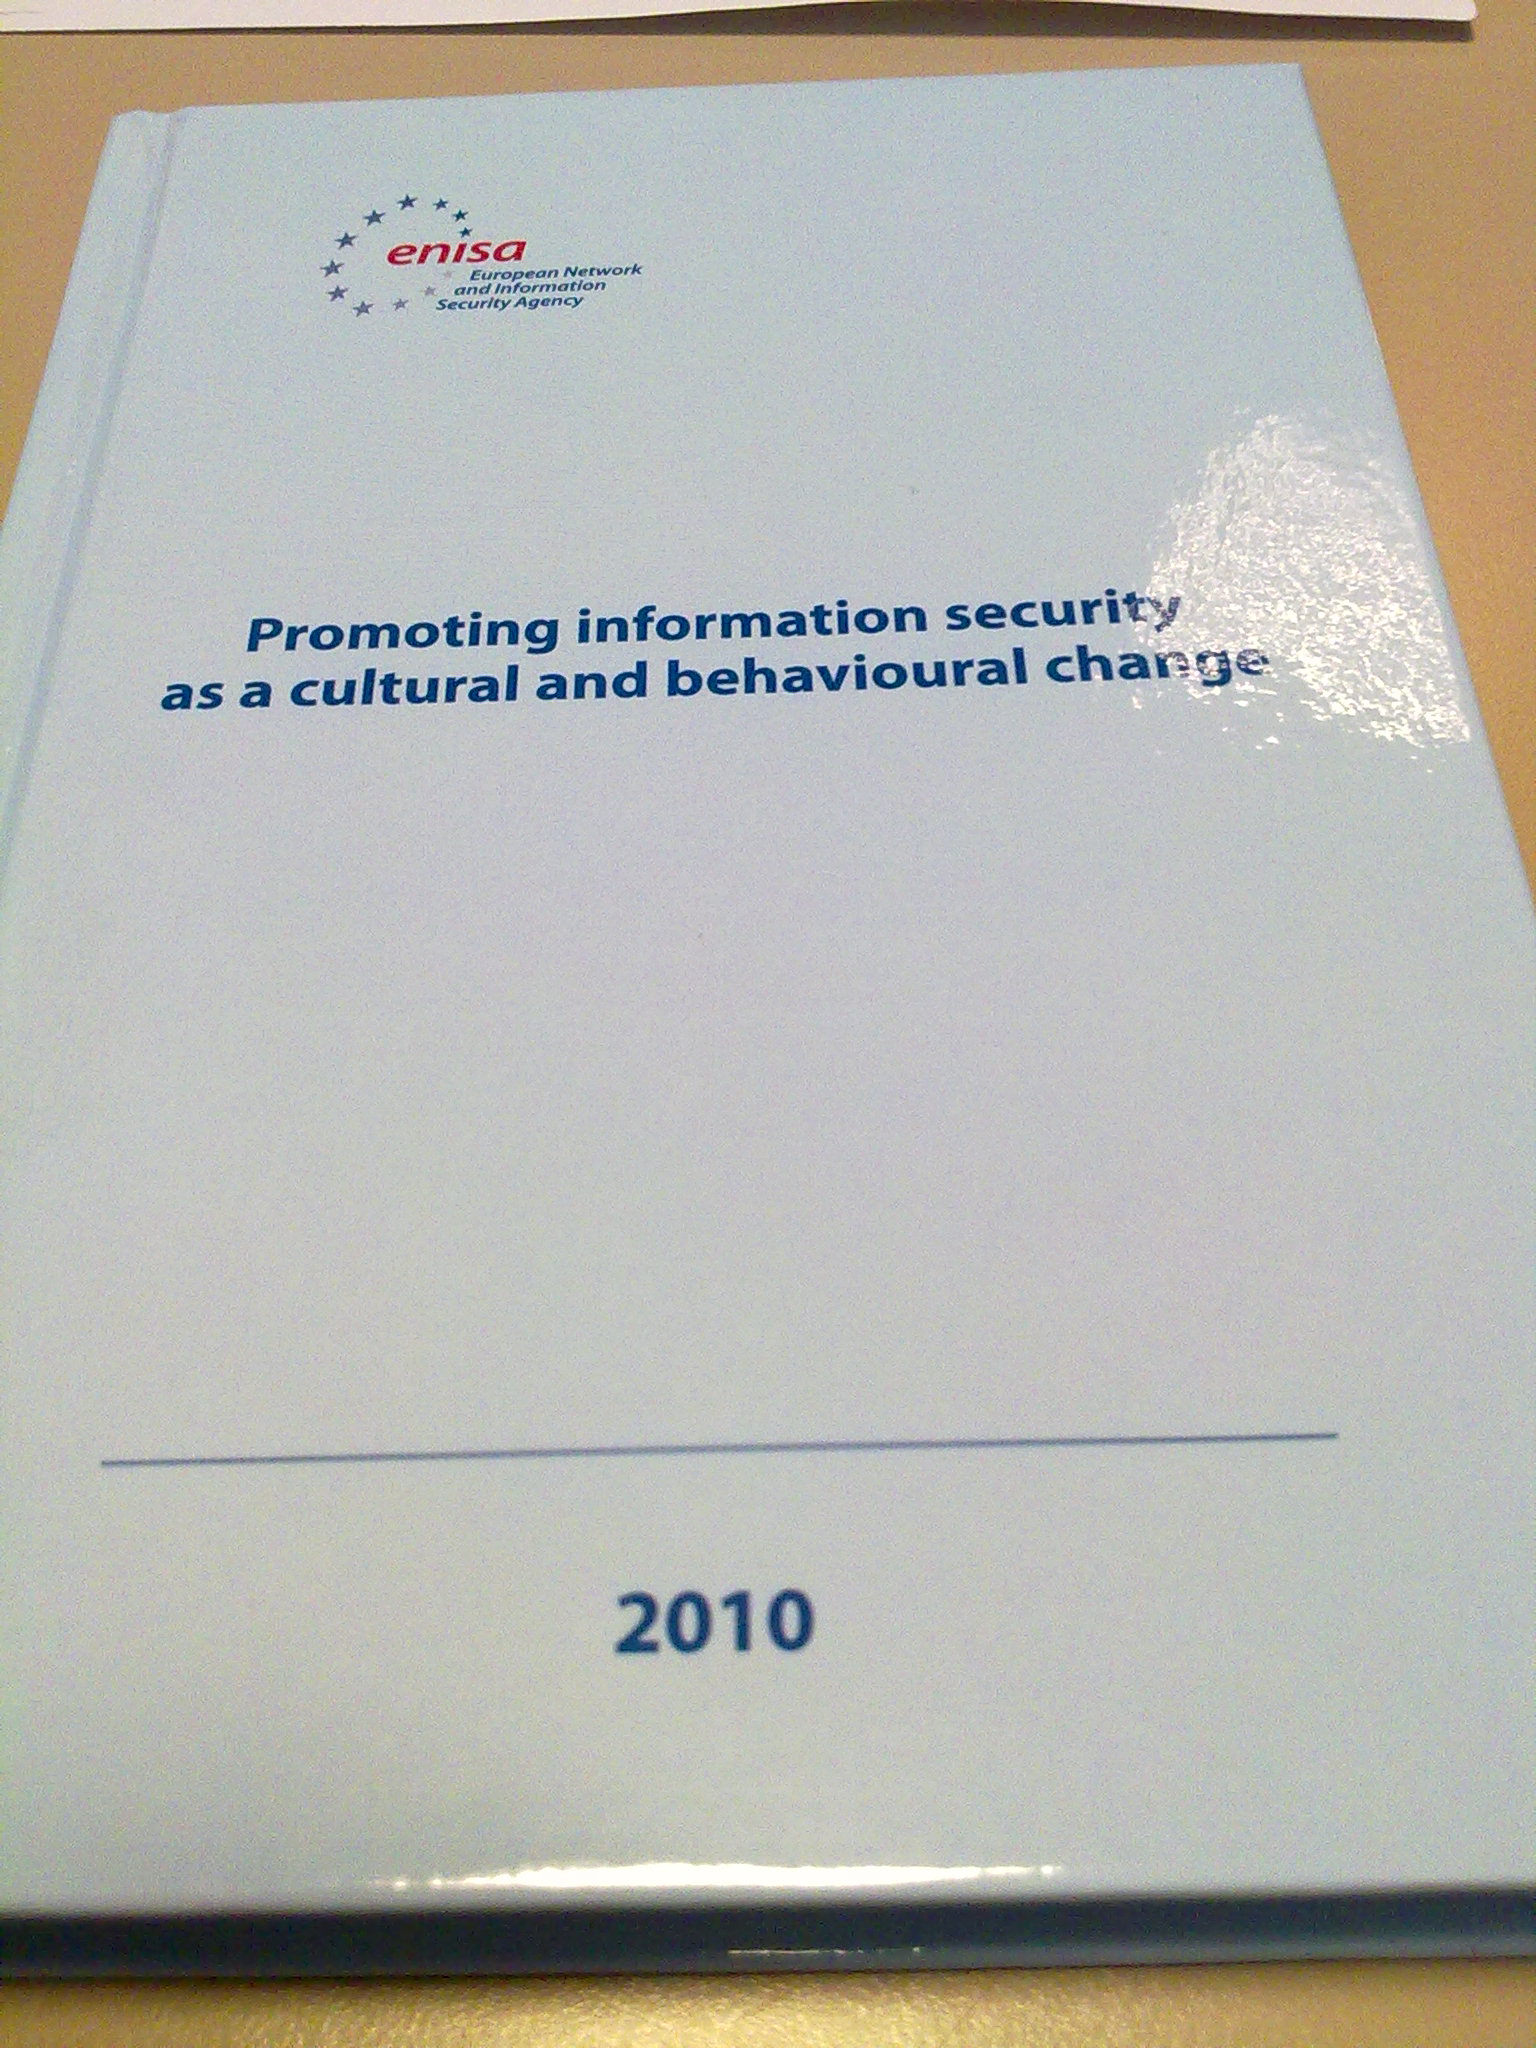 enisa
European Network
and Information
Security Agency
Promoting information security
as a cultural and behavioural change
2010